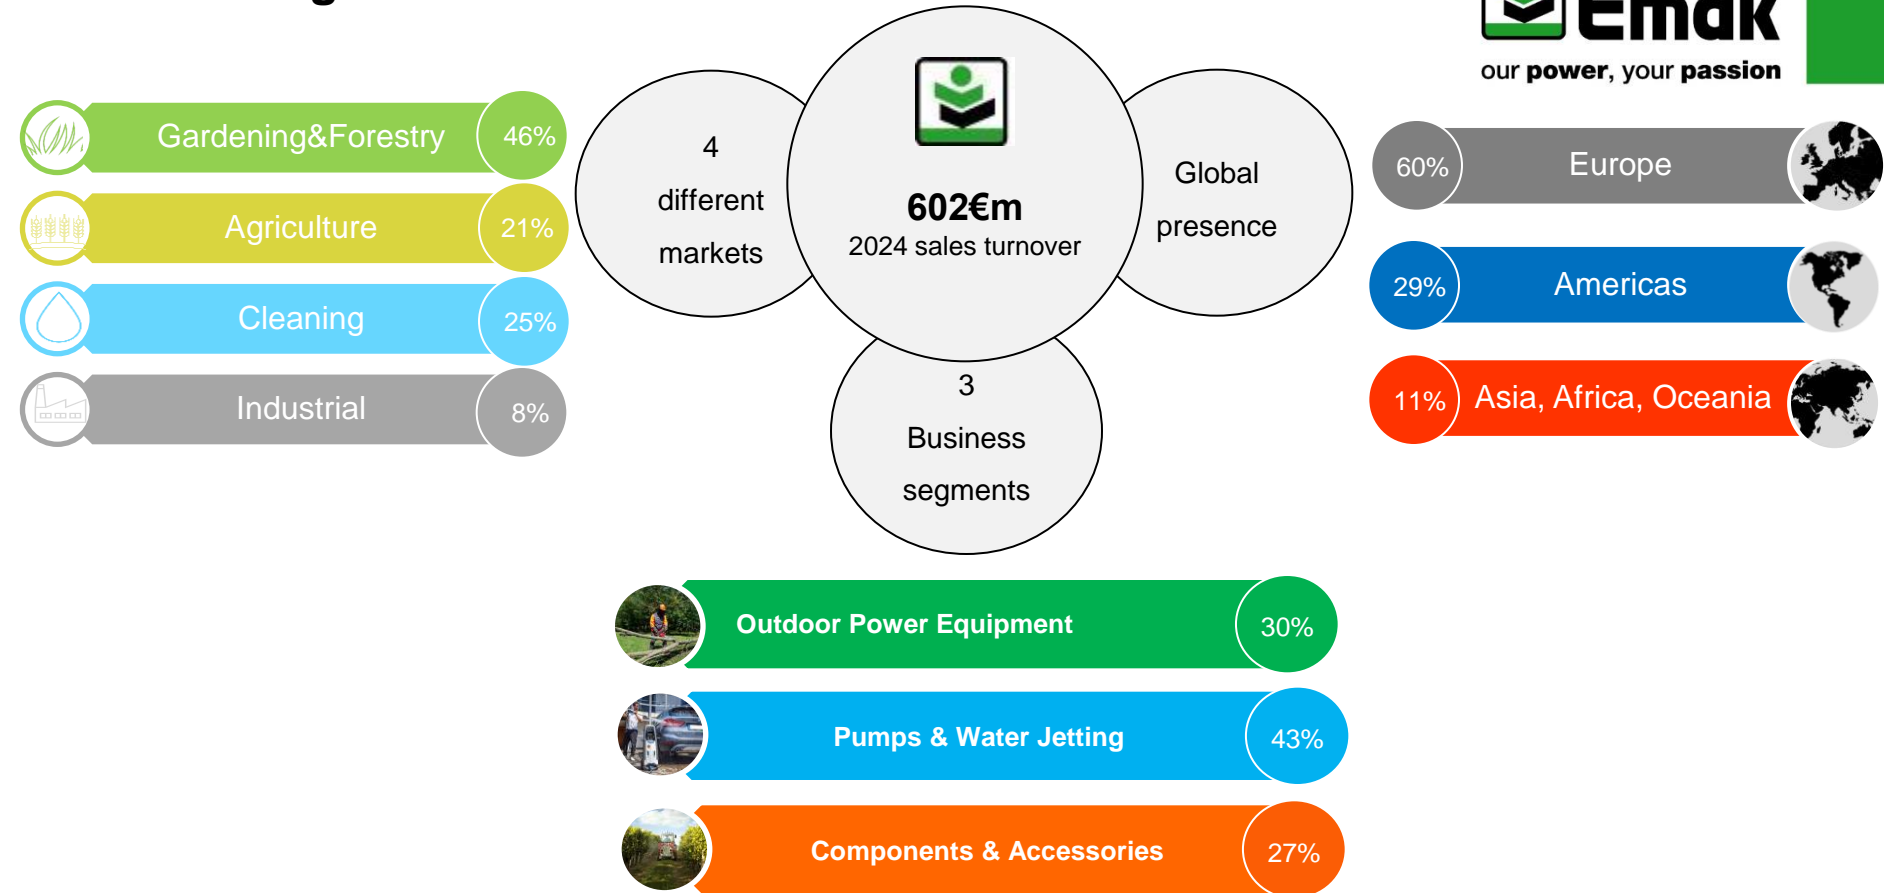 Emak
our power, your passion
Gardening&Forestry
46%
Agriculture
21%
Cleaning
25%
Industrial
8%
4
different
markets
602€m
2024 sales turnover
Global
presence
3
Business
segments
60%
Europe
29%
Americas
11%
Asia, Africa, Oceania
Outdoor Power Equipment
30%
Pumps & Water Jetting
43%
Components & Accessories
27%